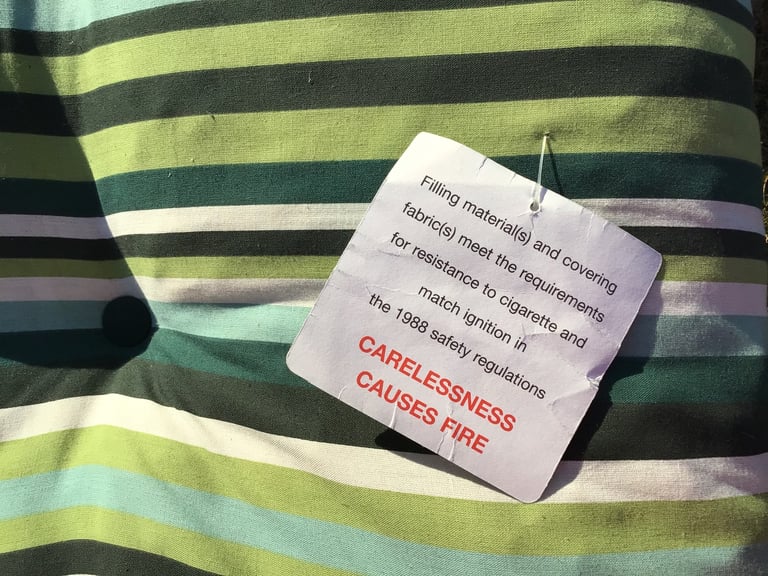 Filling material(s) and covering
fabric(s) meet the requirements
for resistance to cigarette and
match ignition in
the 1988 safety regulations
CARELESSNESS
CAUSES FIRE